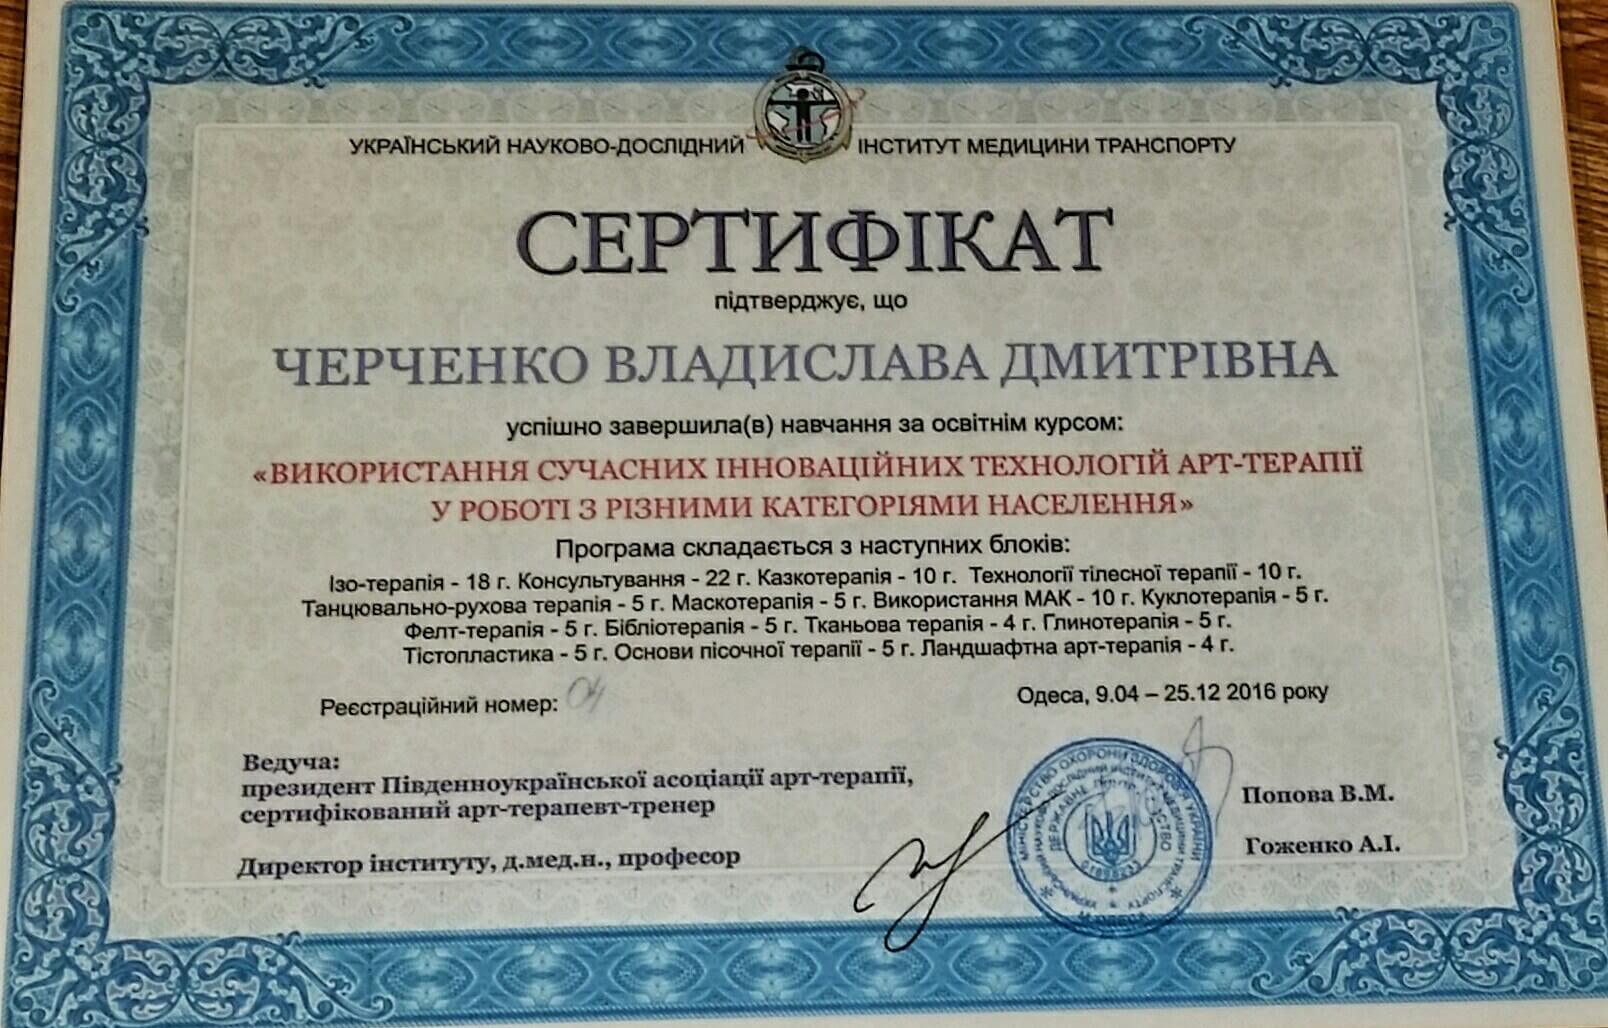 УКРАЇНСЬКИЙ НАУКОВО-ДОСЛІДНИЙ ІНСТИТУТ МЕДИЦИНИ ТРАНСПОРТУ
СЕРТИФІКАТ
підтверджує, що
ЧЕРЧЕНКО ВЛАДИСЛАВА ДМИТРІВНА
успішно завершила(в) навчання за освітнім курсом:
«ВИКОРИСТАННЯ СУЧАСНИХ ІННОВАЦІЙНИХ ТЕХНОЛОГІЙ АРТ-ТЕРАПІЇ
У РОБОТІ З РІЗНИМИ КАТЕГОРІЯМИ НАСЕЛЕННЯ»
Програма складається з наступних блоків:
Ізо-терапія - 18 г. Консультування - 22 г. Казкотерапія - 10 г. Технології тілесної терапії - 10 г.
Танцювально-рухова терапія - 5 г. Маскотерапія - 5 г. Використання МАК - 10 г. Куклотерапія - 5 г.
Фелт-терапія - 5 г. Бібліотерапія - 5 г. Тканьова терапія - 4 г. Глинотерапія - 5 г.
Тістопластика - 5 г. Основи пісочної терапії - 5 г. Ландшафтна арт-терапія - 4 г.
Реєстраційний номер: 04
Одеса, 9.04 – 25.12 2016 року
Ведуча:
президент Південноукраїнської асоціації арт-терапії,
сертифікований арт-терапевт-тренер
Попова В.М.
Директор інституту, д.мед.н., професор
Гоженко А.І.
МІНІСТЕРСТВО ОХОРОНИ ЗДОРОВ'Я УКРАЇНИ
М.ОДЕСА